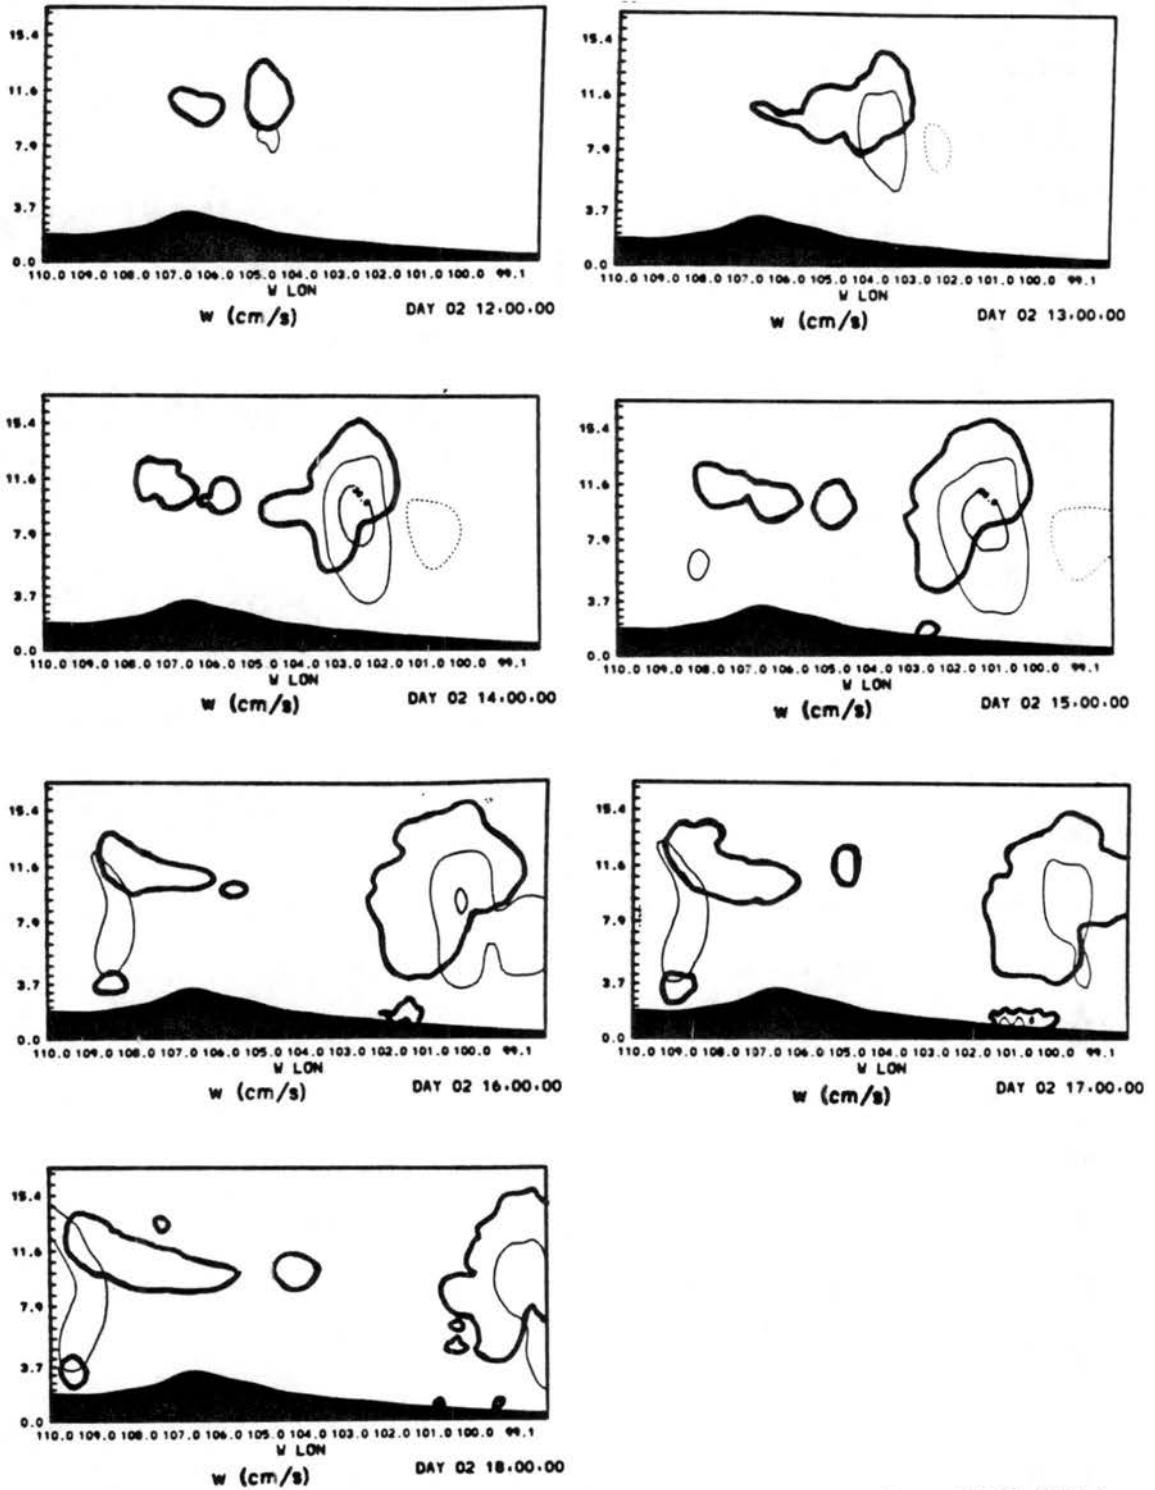 15.4
11.6
7.9
3.7
0.0
110.0 109.0 108.0 107.0 106.0 105.0 104.0 103.0 102.0 101.0 100.0 99.1
W LON
w (cm/s)
DAY 02 12.00.00
15.4
11.6
7.9
3.7
0.0
110.0 109.0 108.0 107.0 106.0 105.0 104.0 103.0 102.0 101.0 100.0 99.1
W LON
w (cm/s)
DAY 02 13.00.00
15.4
11.6
7.9
3.7
0.0
110.0 109.0 108.0 107.0 106.0 105.0 104.0 103.0 102.0 101.0 100.0 99.1
W LON
w (cm/s)
DAY 02 14.00.00
15.4
11.6
7.9
3.7
0.0
110.0 109.0 108.0 107.0 106.0 105.0 104.0 103.0 102.0 101.0 100.0 99.1
W LON
w (cm/s)
DAY 02 15.00.00
15.4
11.6
7.9
3.7
0.0
110.0 109.0 108.0 107.0 106.0 105.0 104.0 103.0 102.0 101.0 100.0 99.1
W LON
w (cm/s)
DAY 02 16.00.00
15.4
11.6
7.9
3.7
0.0
110.0 109.0 108.0 107.0 106.0 105.0 104.0 103.0 102.0 101.0 100.0 99.1
W LON
w (cm/s)
DAY 02 17.00.00
15.4
11.6
7.9
3.7
0.0
110.0 109.0 108.0 107.0 106.0 105.0 104.0 103.0 102.0 101.0 100.0 99.1
W LON
w (cm/s)
DAY 02 18.00.00